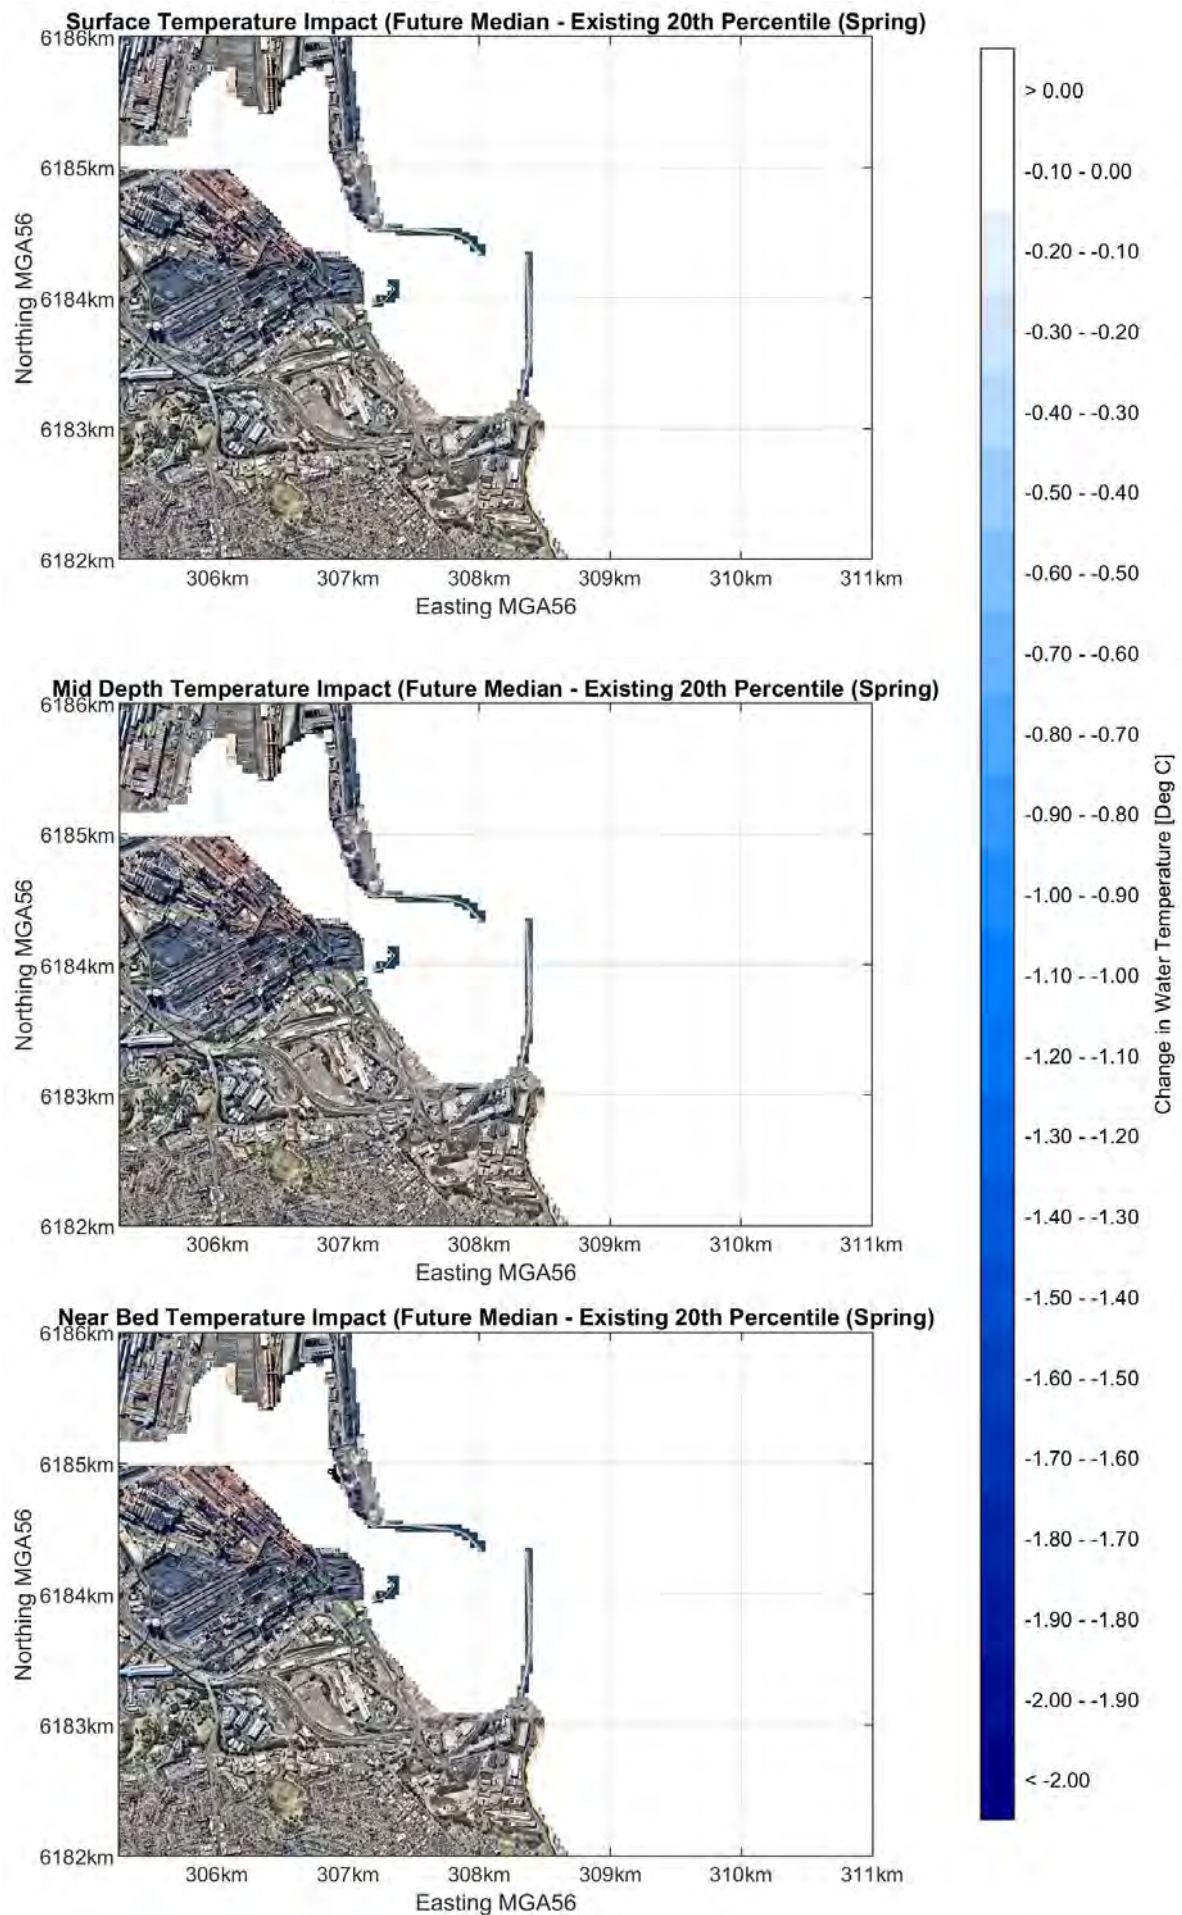 Surface Temperature Impact (Future Median - Existing 20th Percentile (Spring)
6186km
6185km
6184km
6183km
6182km
Northing MGA56
306km 307km 308km 309km 310km 311km
Easting MGA56
Mid Depth Temperature Impact (Future Median - Existing 20th Percentile (Spring)
6186km
6185km
6184km
6183km
6182km
Northing MGA56
306km 307km 308km 309km 310km 311km
Easting MGA56
Near Bed Temperature Impact (Future Median - Existing 20th Percentile (Spring)
6186km
6185km
6184km
6183km
6182km
Northing MGA56
306km 307km 308km 309km 310km 311km
Easting MGA56
> 0.00
-0.10 - 0.00
-0.20 - -0.10
-0.30 - -0.20
-0.40 - -0.30
-0.50 - -0.40
-0.60 - -0.50
-0.70 - -0.60
-0.80 - -0.70
-0.90 - -0.80
-1.00 - -0.90
-1.10 - -1.00
-1.20 - -1.10
-1.30 - -1.20
-1.40 - -1.30
-1.50 - -1.40
-1.60 - -1.50
-1.70 - -1.60
-1.80 - -1.70
-1.90 - -1.80
-2.00 - -1.90
< -2.00
Change in Water Temperature [Deg C]